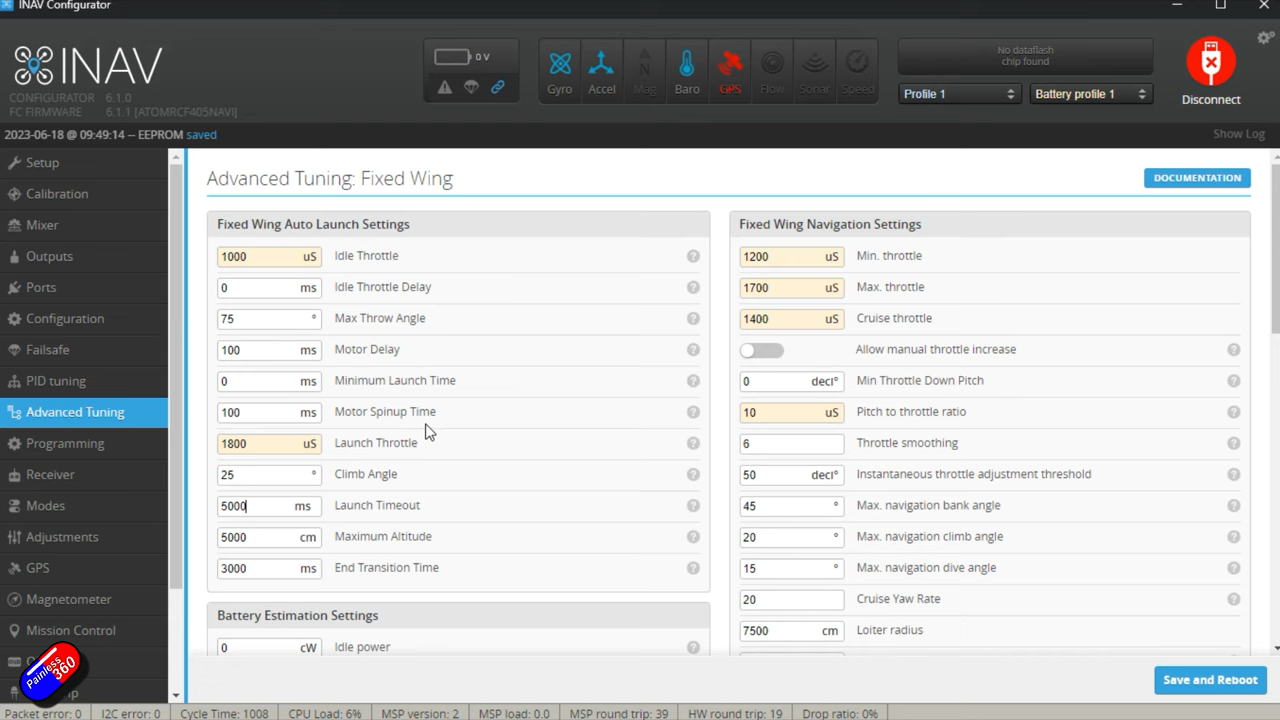 INAV Configurator
INAV
CONFIGURATOR 6.1.0
FC FIRMWARE 6.1.1 [ATOMRCF405NAVI]
0 V
Gyro
Accel
Mag
Baro
GPS
Flow
Sonar
Speed
No dataflash
chip found
Profile 1
Battery profile 1
Disconnect
2023-06-18 @ 09:49:14 -- EEPROM saved
Show Log
Setup
Calibration
Mixer
Outputs
Ports
Configuration
Failsafe
PID tuning
Advanced Tuning
Programming
Receiver
Modes
Adjustments
GPS
Magnetometer
Mission Control
Painless
360
Advanced Tuning: Fixed Wing
DOCUMENTATION
Fixed Wing Auto Launch Settings
1000 uS Idle Throttle
0 ms Idle Throttle Delay
75 ° Max Throw Angle
100 ms Motor Delay
0 ms Minimum Launch Time
100 ms Motor Spinup Time
1800 uS Launch Throttle
25 ° Climb Angle
5000 ms Launch Timeout
5000 cm Maximum Altitude
3000 ms End Transition Time
Battery Estimation Settings
0 cW Idle power
Fixed Wing Navigation Settings
1200 uS Min. throttle
1700 uS Max. throttle
1400 uS Cruise throttle
Allow manual throttle increase
0 deci° Min Throttle Down Pitch
10 uS Pitch to throttle ratio
6 Throttle smoothing
50 deci° Instantaneous throttle adjustment threshold
45 ° Max. navigation bank angle
20 ° Max. navigation climb angle
15 ° Max. navigation dive angle
20 Cruise Yaw Rate
7500 cm Loiter radius
Save and Reboot
Packet error: 0 I2C error: 0 Cycle Time: 1008 CPU Load: 6% MSP version: 2 MSP load: 0.0 MSP round trip: 39 HW round trip: 19 Drop ratio: 0%